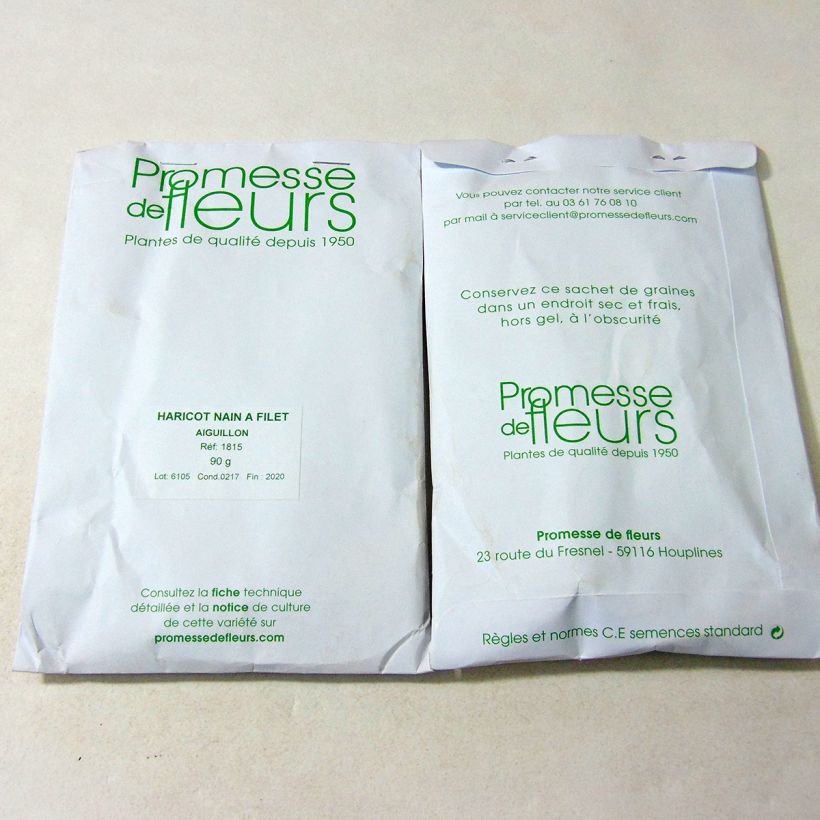 Promesse
de fleurs
Plantes de qualité depuis 1950
HARICOT NAIN A FILET
AIGUILLON
Réf: 1815
90 g
Lot: 6105 Cond.0217 Fin : 2020
Consultez la fiche technique
détaillée et la notice de culture
de cette variété sur
promessedefleurs.com
Vous pouvez contacter notre service client
par tel. au 03 61 76 08 10
par mail à serviceclient@promessedefleurs.com
Conservez ce sachet de graines
dans un endroit sec et frais,
hors gel, à l'obscurité
Promesse
de fleurs
Plantes de qualité depuis 1950
Promesse de fleurs
23 route du Fresnel - 59116 Houplines
Règles et normes C.E semences standard